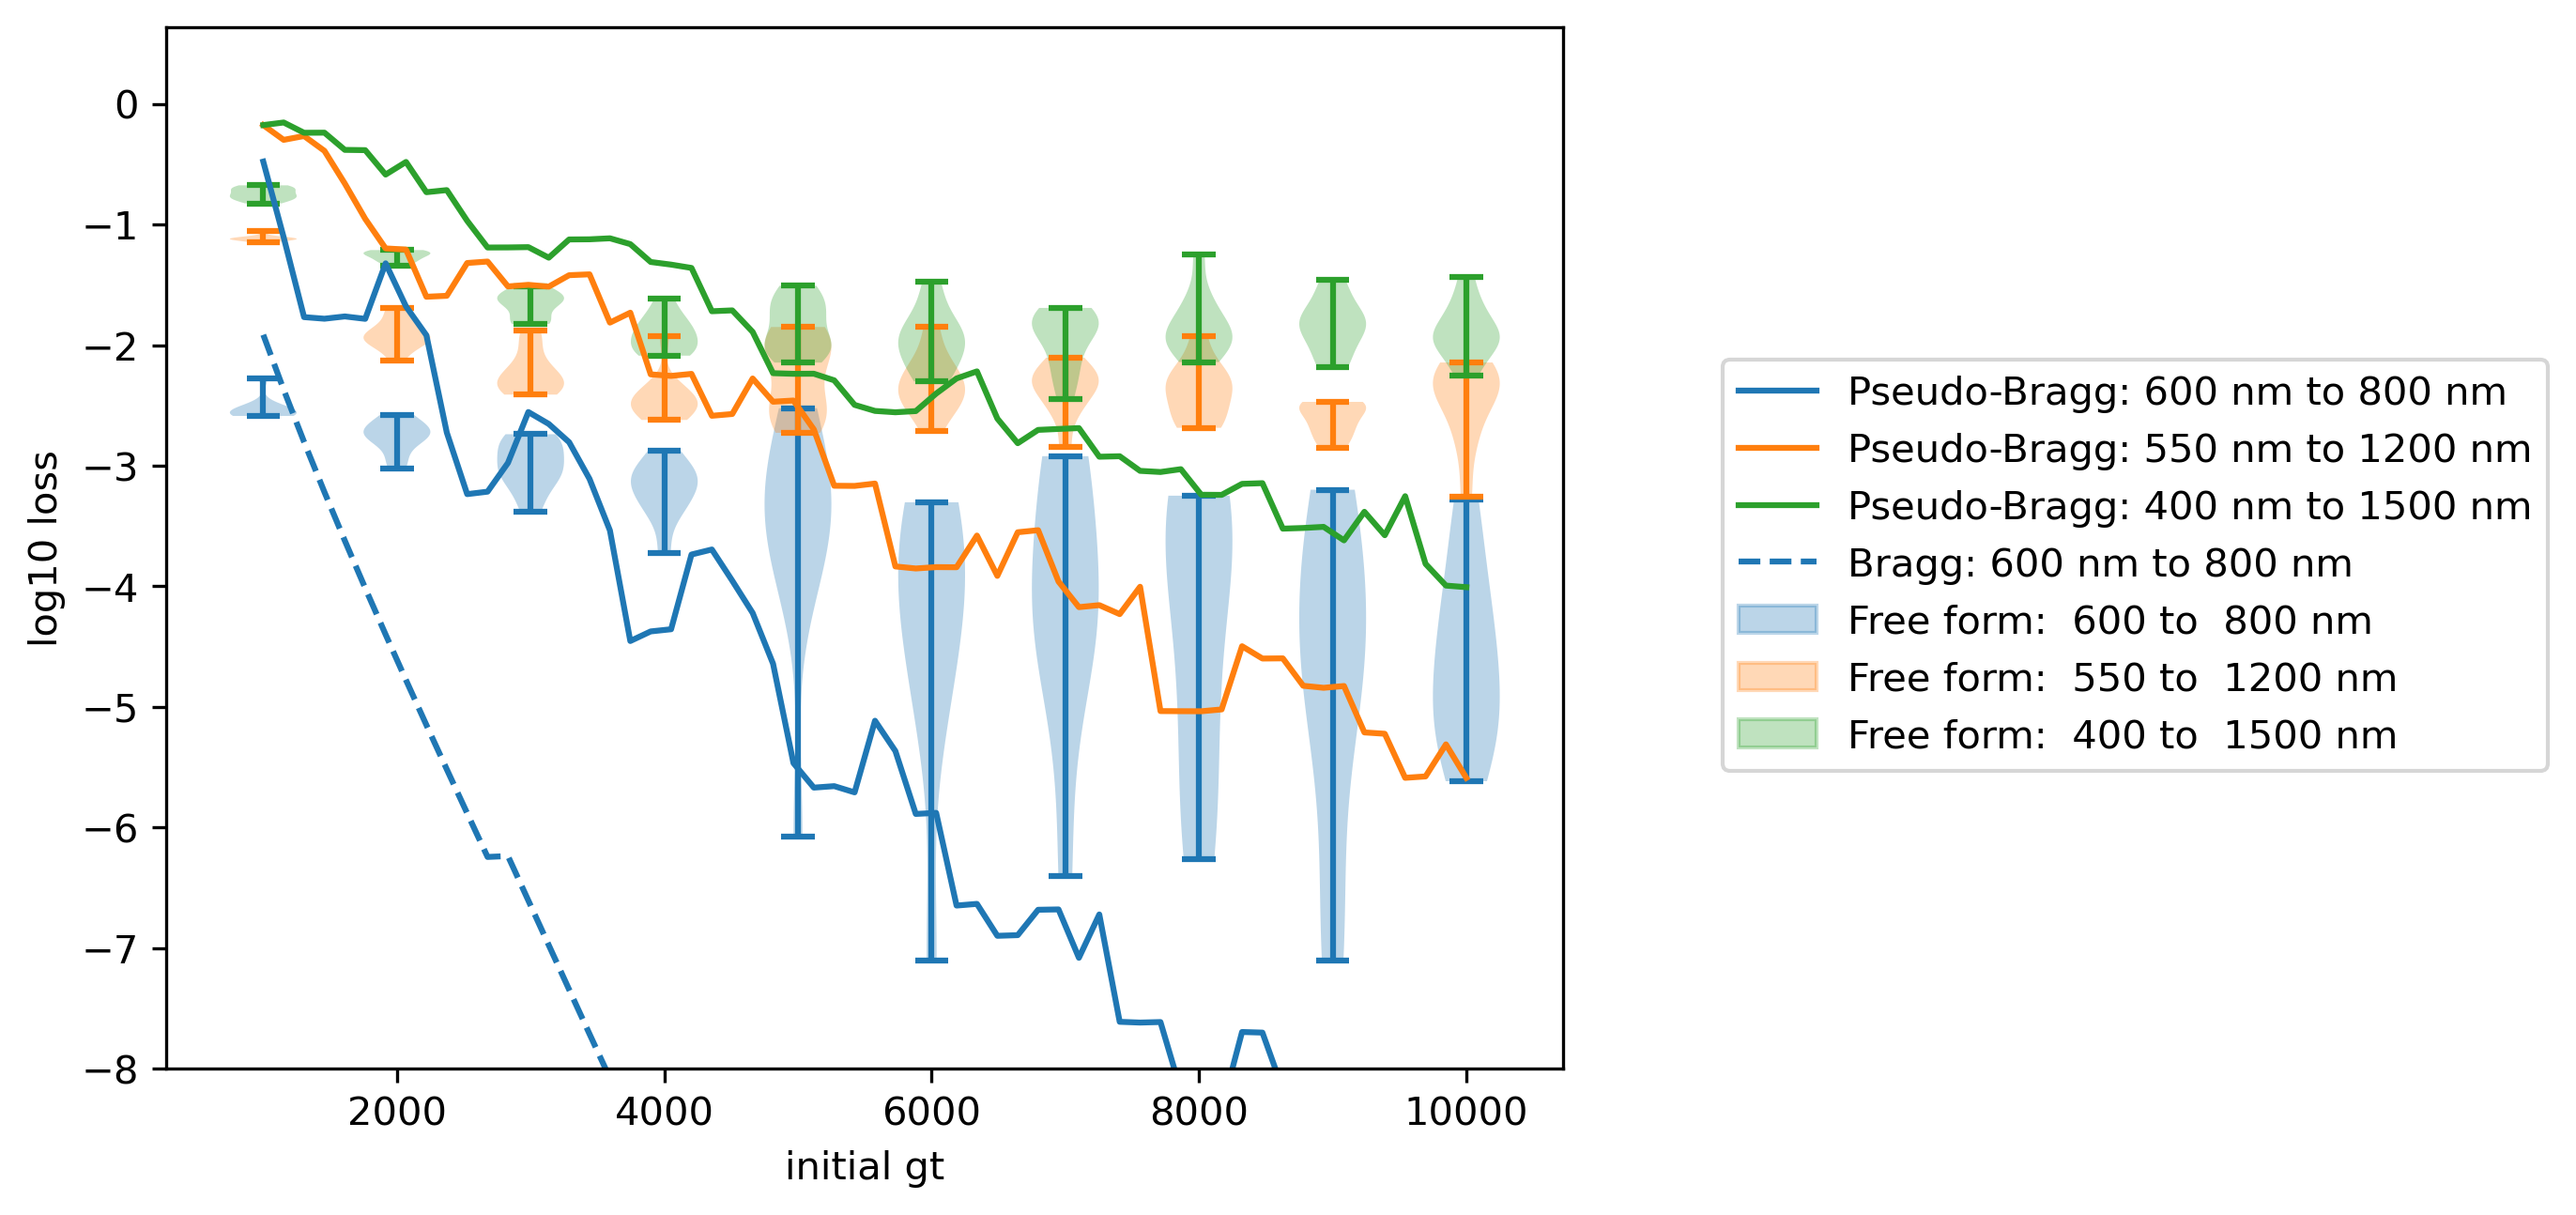 0
−1
−2
−3
−4
−5
−6
−7
−8
log10 loss
2000 4000 6000 8000 10000
initial gt
Pseudo-Bragg: 600 nm to 800 nm
Pseudo-Bragg: 550 nm to 1200 nm
Pseudo-Bragg: 400 nm to 1500 nm
Bragg: 600 nm to 800 nm
Free form:  600 to  800 nm
Free form:  550 to  1200 nm
Free form:  400 to  1500 nm